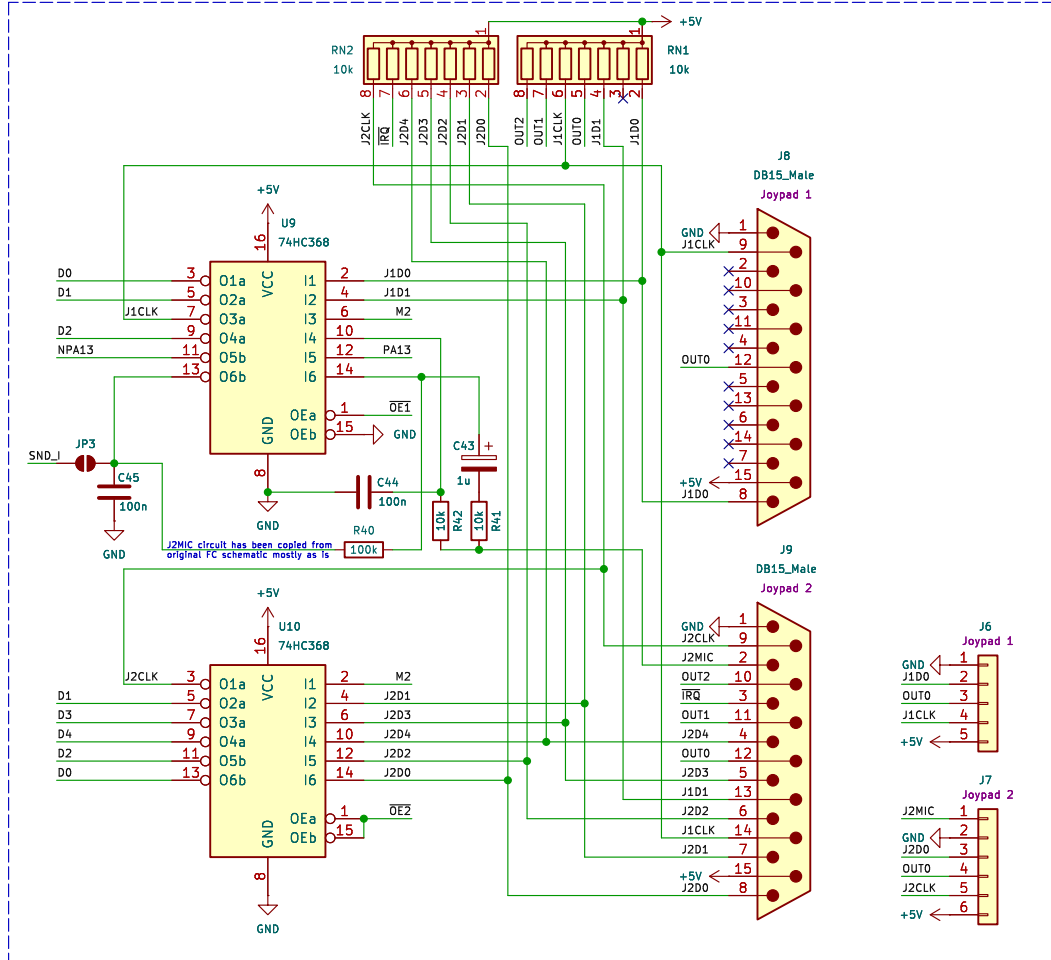 +5V
RN2
10k
1
8 7 6 5 4 3 2
RN1
10k
1
8 7 6 5 4 3 2
J2CLK
IRQ
J2D4
J2D3
J2D2
J2D1
J2D0
OUT2
OUT1
J1CLK
OUT0
J1D1
J1D0
+5V
U9
74HC368
16
VCC
D0 3 O1a I1 2 J1D0
D1 5 O2a I2 4 J1D1
J1CLK 7 O3a I3 6 M2
D2 9 O4a I4 10
NPA13 11 O5b I5 12 PA13
13 O6b I6 14
OEa 1 OE1
OEb 15 GND
GND
8
GND
JP3
SND_I
C45
100n
GND
C44
100n
C43
+
1u
10k R42
10k R41
R40
100k
J2MIC circuit has been copied from
original FC schematic mostly as is
J8
DB15_Male
Joypad 1
GND 1
J1CLK 9
2
10
3
11
4
OUT0 12
5
13
6
14
7
+5V 15
J1D0 8
+5V
U10
74HC368
16
VCC
J2CLK 3 O1a I1 2 M2
D1 5 O2a I2 4 J2D1
D3 7 O3a I3 6 J2D3
D4 9 O4a I4 10 J2D4
D2 11 O5b I5 12 J2D2
D0 13 O6b I6 14 J2D0
OEa 1 OE2
OEb 15
GND
8
GND
J9
DB15_Male
Joypad 2
GND 1
J2CLK 9
J2MIC 2
OUT2 10
IRQ 3
OUT1 11
J2D4 4
OUT0 12
J2D3 5
J1D1 13
J2D2 6
J1CLK 14
J2D1 7
+5V 15
J2D0 8
J6
Joypad 1
GND 1
J1D0 2
OUT0 3
J1CLK 4
+5V 5
J7
Joypad 2
J2MIC 1
GND 2
J2D0 3
OUT0 4
J2CLK 5
+5V 6